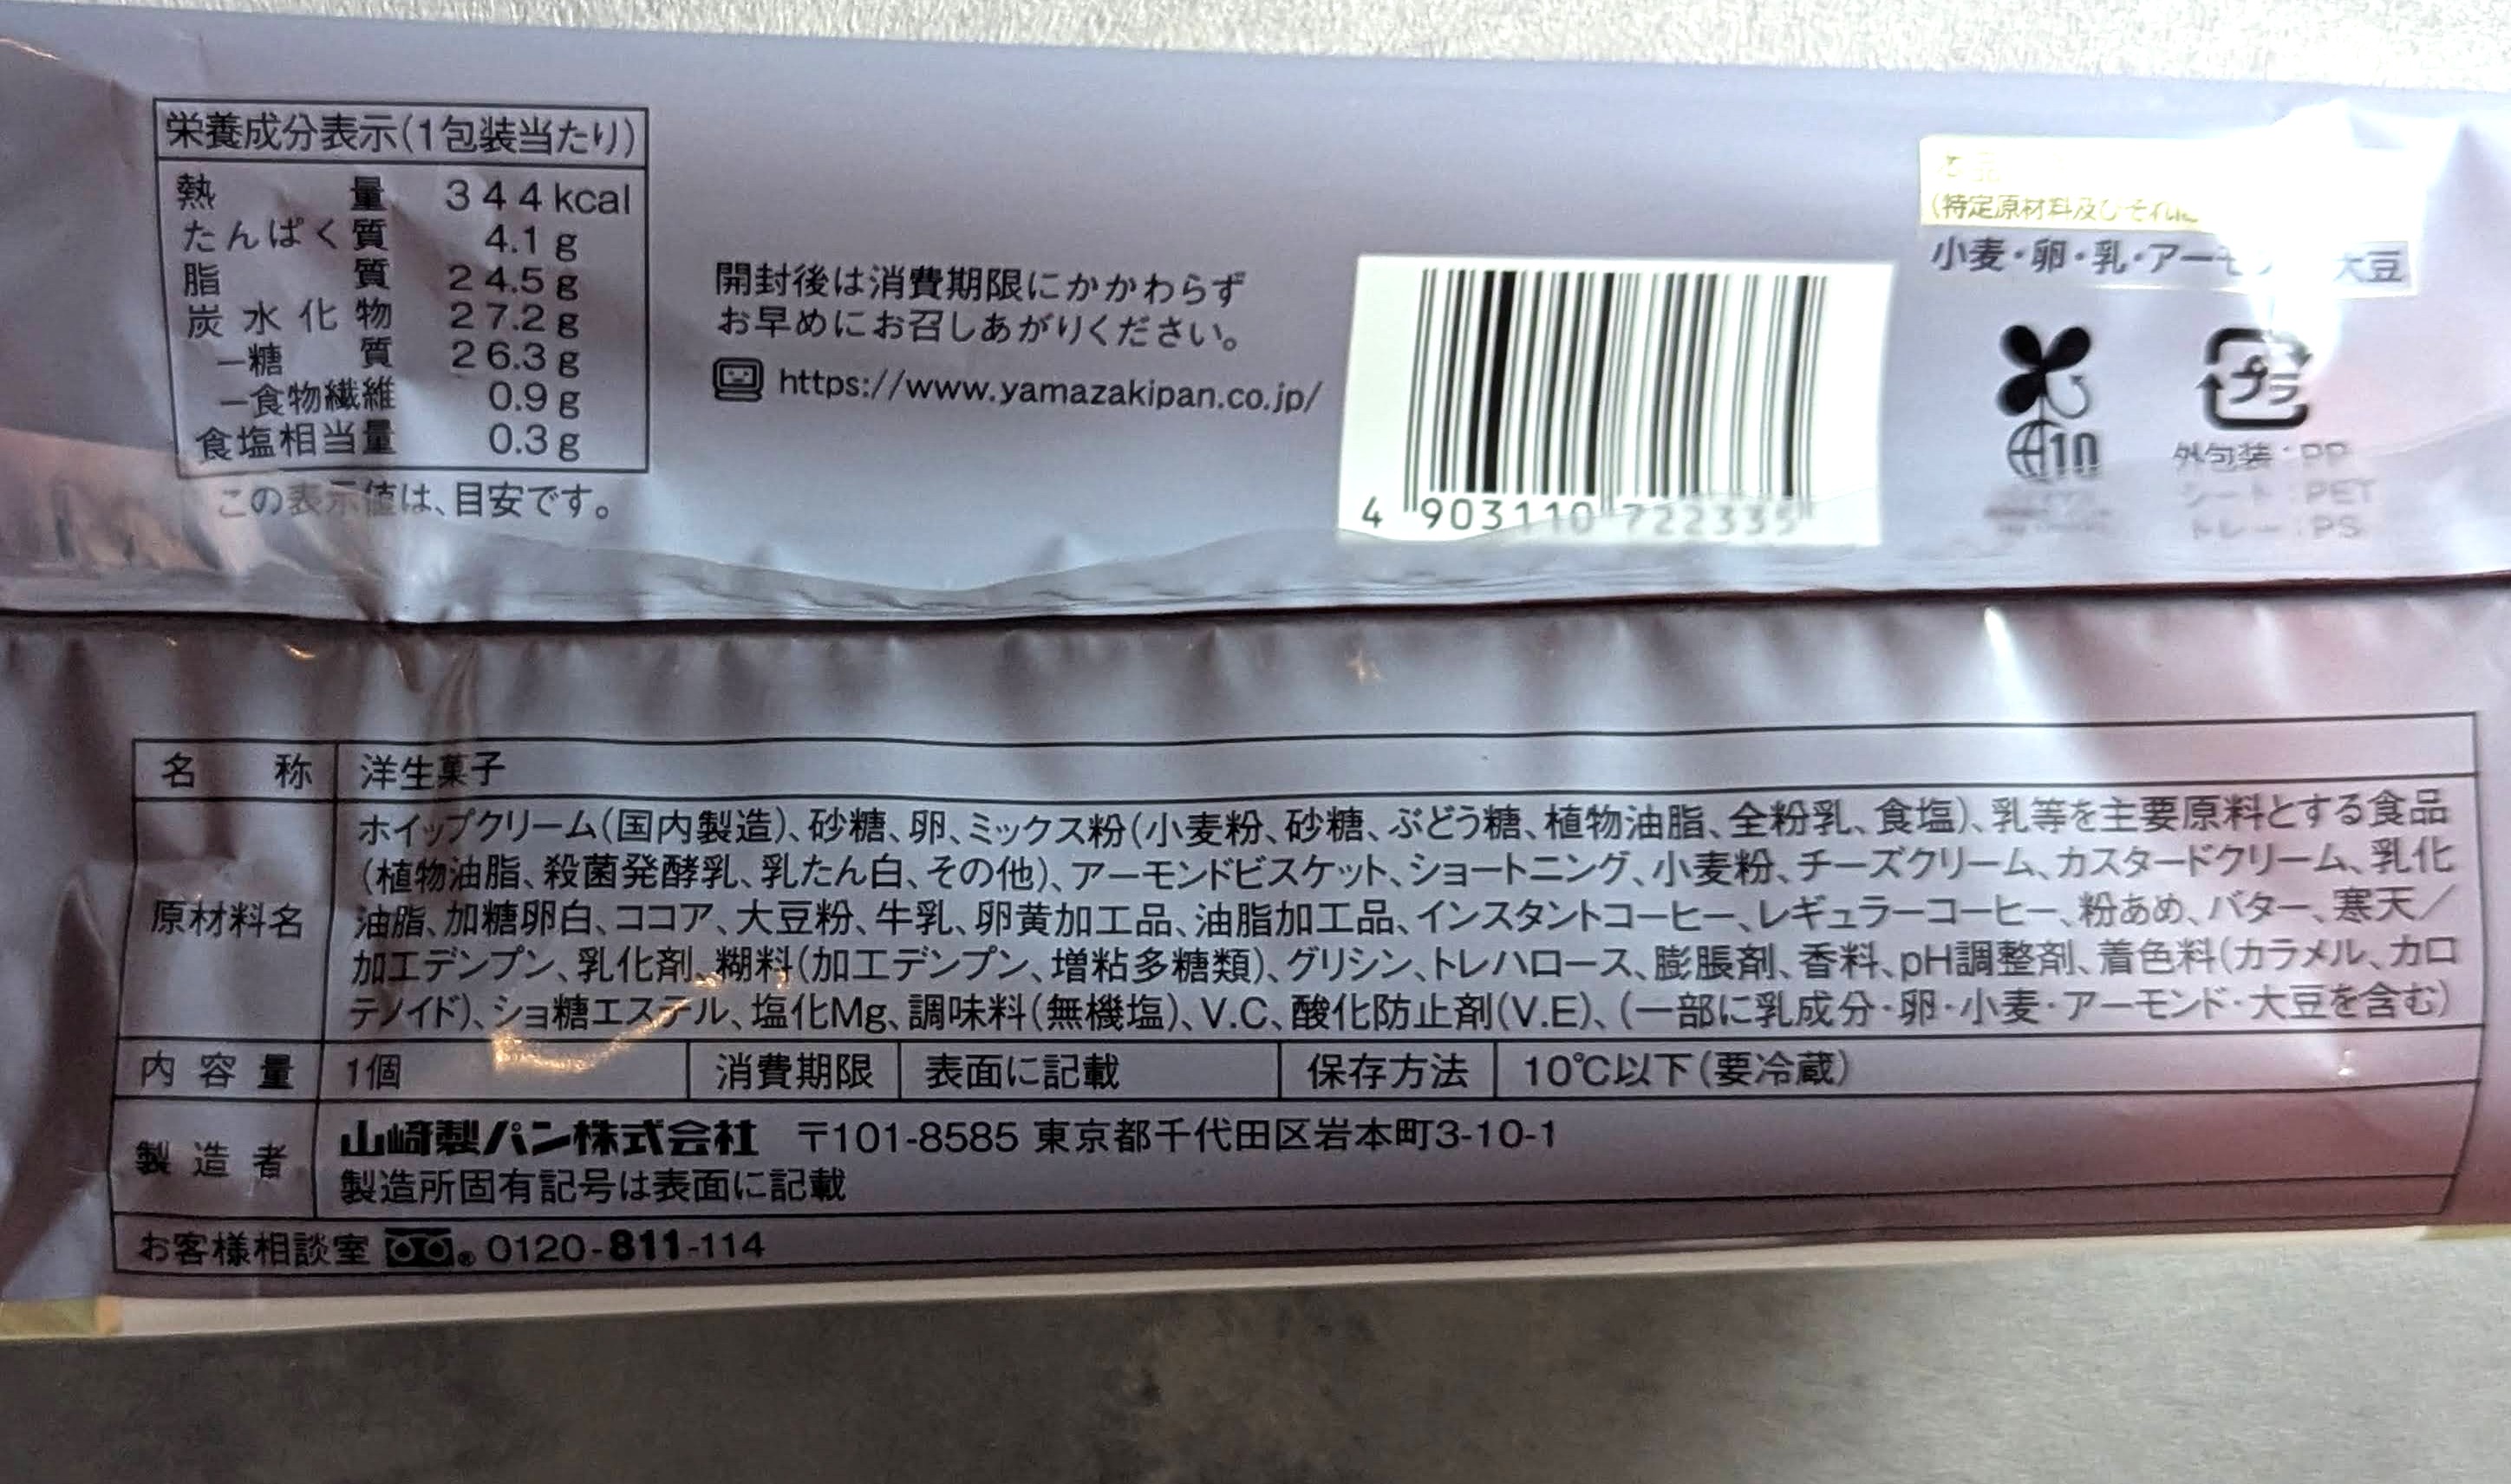 栄養成分表示(1包装当たり)
熱量 344kcal
たんぱく質 4.1g
脂質 24.5g
炭水化物 27.2g
－糖質 26.3g
－食物繊維 0.9g
食塩相当量 0.3g
この表示値は、目安です。
開封後は消費期限にかかわらず
お早めにお召しあがりください。
https://www.yamazakipan.co.jp/
4 903110 722335
(特定原材料及びそれに
小麦・卵・乳・アーモ 大豆
プラ
外包装：PP
シート：PET
トレー：PS
名称 洋生菓子
原材料名 ホイップクリーム(国内製造)、砂糖、卵、ミックス粉(小麦粉、砂糖、ぶどう糖、植物油脂、全粉乳、食塩)、乳等を主要原料とする食品
(植物油脂、殺菌発酵乳、乳たん白、その他)、アーモンドビスケット、ショートニング、小麦粉、チーズクリーム、カスタードクリーム、乳化
油脂、加糖卵白、ココア、大豆粉、牛乳、卵黄加工品、油脂加工品、インスタントコーヒー、レギュラーコーヒー、粉あめ、バター、寒天／
加工デンプン、乳化剤、糊料(加工デンプン、増粘多糖類)、グリシン、トレハロース、膨脹剤、香料、pH調整剤、着色料(カラメル、カロ
テノイド)、ショ糖エステル、塩化Mg、調味料(無機塩)、V.C、酸化防止剤(V.E)、(一部に乳成分・卵・小麦・アーモンド・大豆を含む)
内容量 1個 消費期限 表面に記載 保存方法 10℃以下(要冷蔵)
製造者 山崎製パン株式会社 〒101-8585 東京都千代田区岩本町3-10-1
製造所固有記号は表面に記載
お客様相談室 0120-811-114